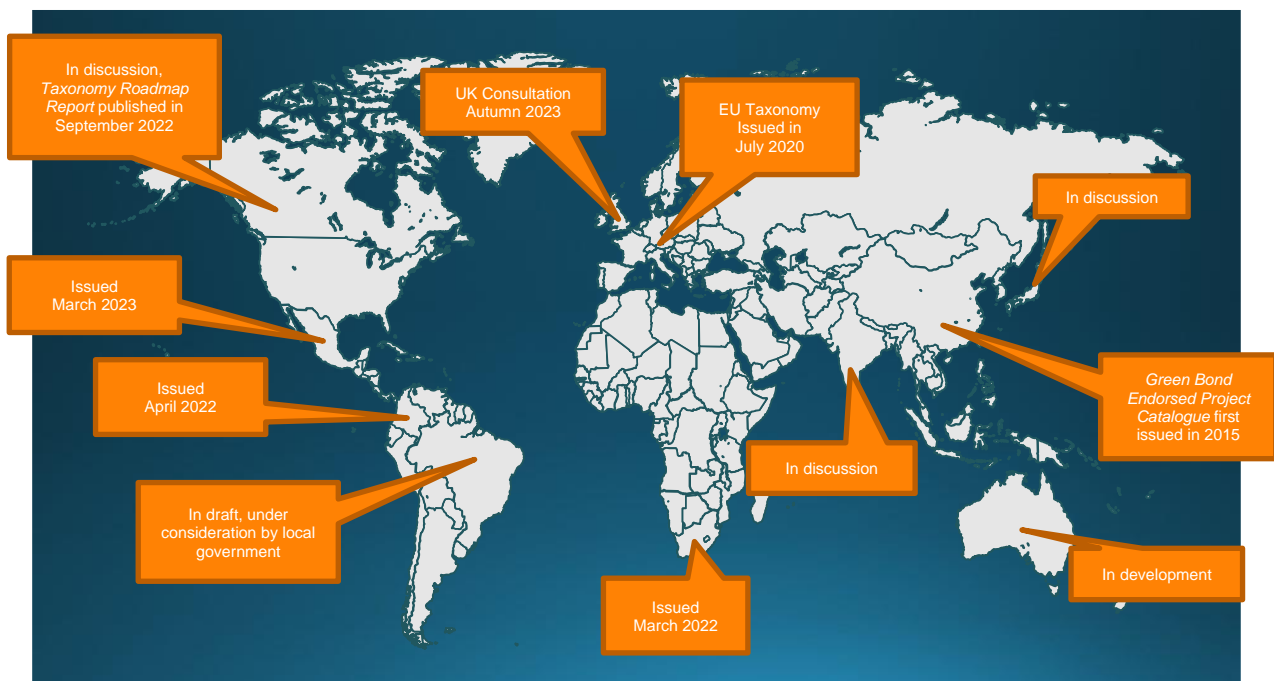 In discussion,
Taxonomy Roadmap
Report published in
September 2022
UK Consultation
Autumn 2023
EU Taxonomy
Issued in
July 2020
In discussion
Issued
March 2023
Issued
April 2022
Green Bond
Endorsed Project
Catalogue first
issued in 2015
In discussion
In draft, under
consideration by local
government
In development
Issued
March 2022